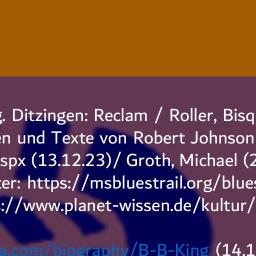 . Ditzingen: Reclam / Roller, Bisq
en und Texte von Robert Johnson
spx (13.12.23)/ Groth, Michael (2
ter: https://msbluestrail.org/blues
s://www.planet-wissen.de/kultur/
g.com/biography/B-B-King (14.1